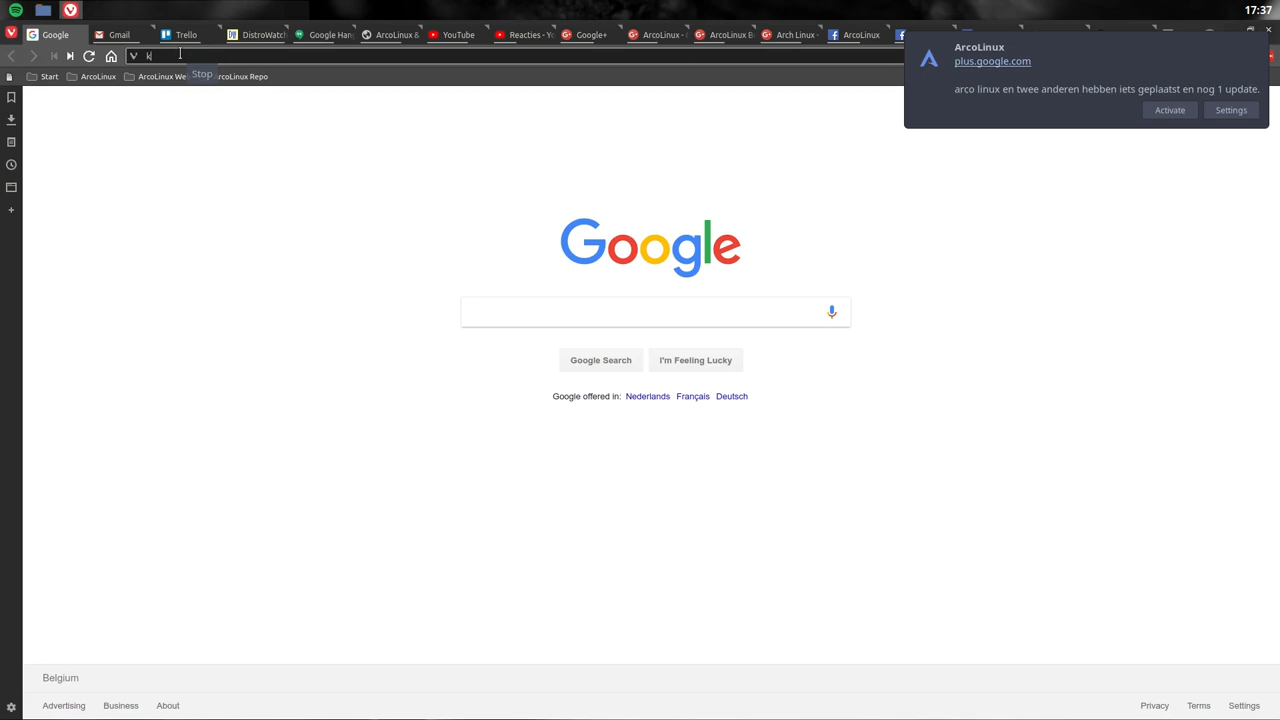 17:37
Google
Gmail
Trello
DistroWatch
Google Han
ArcoLinux &
YouTube
Reacties - Yo
Google+
ArcoLinux -
ArcoLinux B
Arch Linux -
ArcoLinux
k
Stop
Start
ArcoLinux
ArcoLinux We
rcoLinux Repo
ArcoLinux
plus.google.com
arco linux en twee anderen hebben iets geplaatst en nog 1 update.
Activate
Settings
Google
Google Search
I'm Feeling Lucky
Google offered in: Nederlands Français Deutsch
Belgium
Advertising
Business
About
Privacy
Terms
Settings